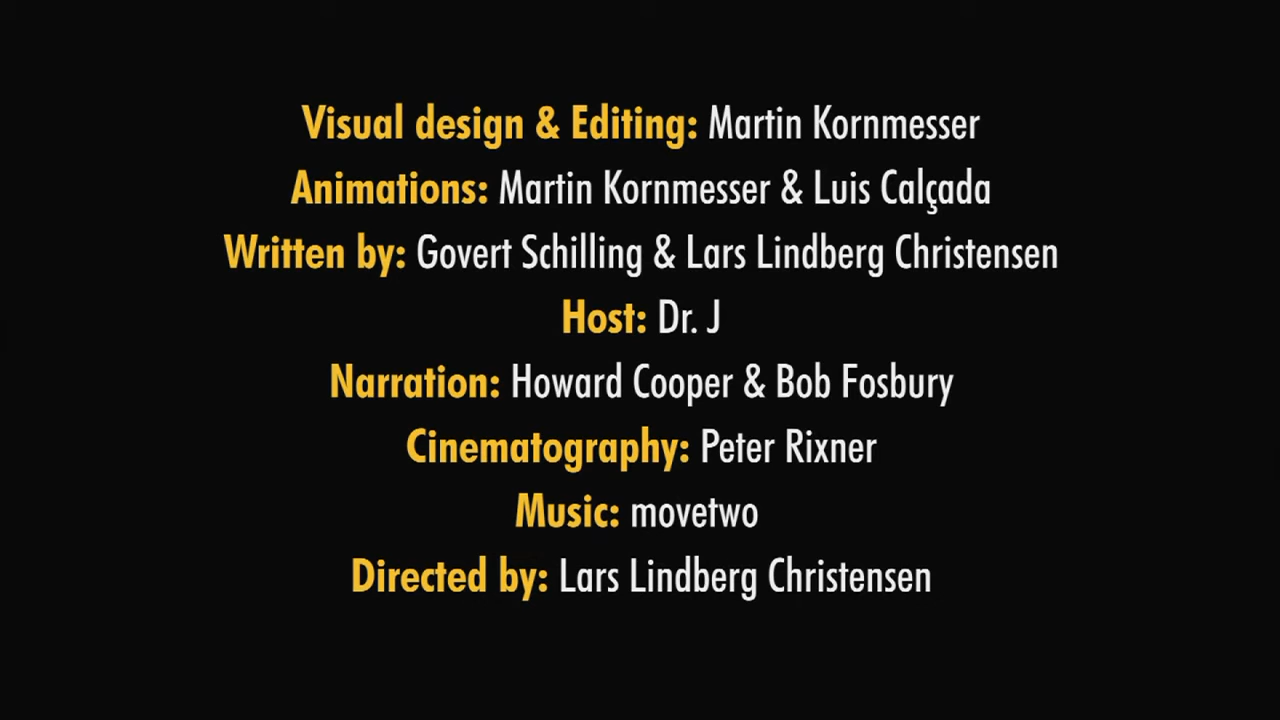 Visual design & Editing: Martin Kornmesser
Animations: Martin Kornmesser & Luis Calçada
Written by: Govert Schilling & Lars Lindberg Christensen
Host: Dr. J
Narration: Howard Cooper & Bob Fosbury
Cinematography: Peter Rixner
Music: movetwo
Directed by: Lars Lindberg Christensen